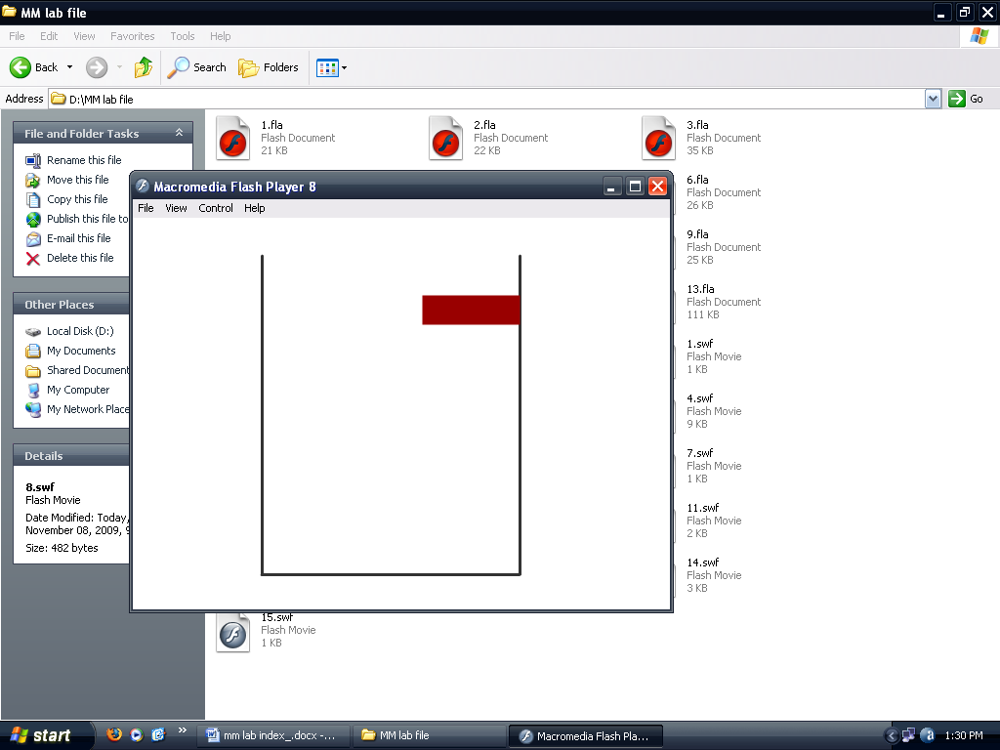 MM lab file
File Edit View Favorites Tools Help
Back Search Folders
Address D:\MM lab file Go
File and Folder Tasks
Rename this file
Move this file
Copy this file
Publish this file to
E-mail this file
Delete this file
Other Places
Local Disk (D:)
My Documents
Shared Document
My Computer
My Network Place
Details
8.swf
Flash Movie
Date Modified: Today,
November 08, 2009, 9
Size: 482 bytes
1.fla
Flash Document
21 KB
2.fla
Flash Document
22 KB
3.fla
Flash Document
35 KB
Macromedia Flash Player 8
File View Control Help
6.fla
Flash Document
26 KB
9.fla
Flash Document
25 KB
13.fla
Flash Document
111 KB
1.swf
Flash Movie
1 KB
4.swf
Flash Movie
9 KB
7.swf
Flash Movie
1 KB
11.swf
Flash Movie
2 KB
14.swf
Flash Movie
3 KB
15.swf
Flash Movie
1 KB
start mm lab index_.docx -... MM lab file Macromedia Flash Pla... 1:30 PM